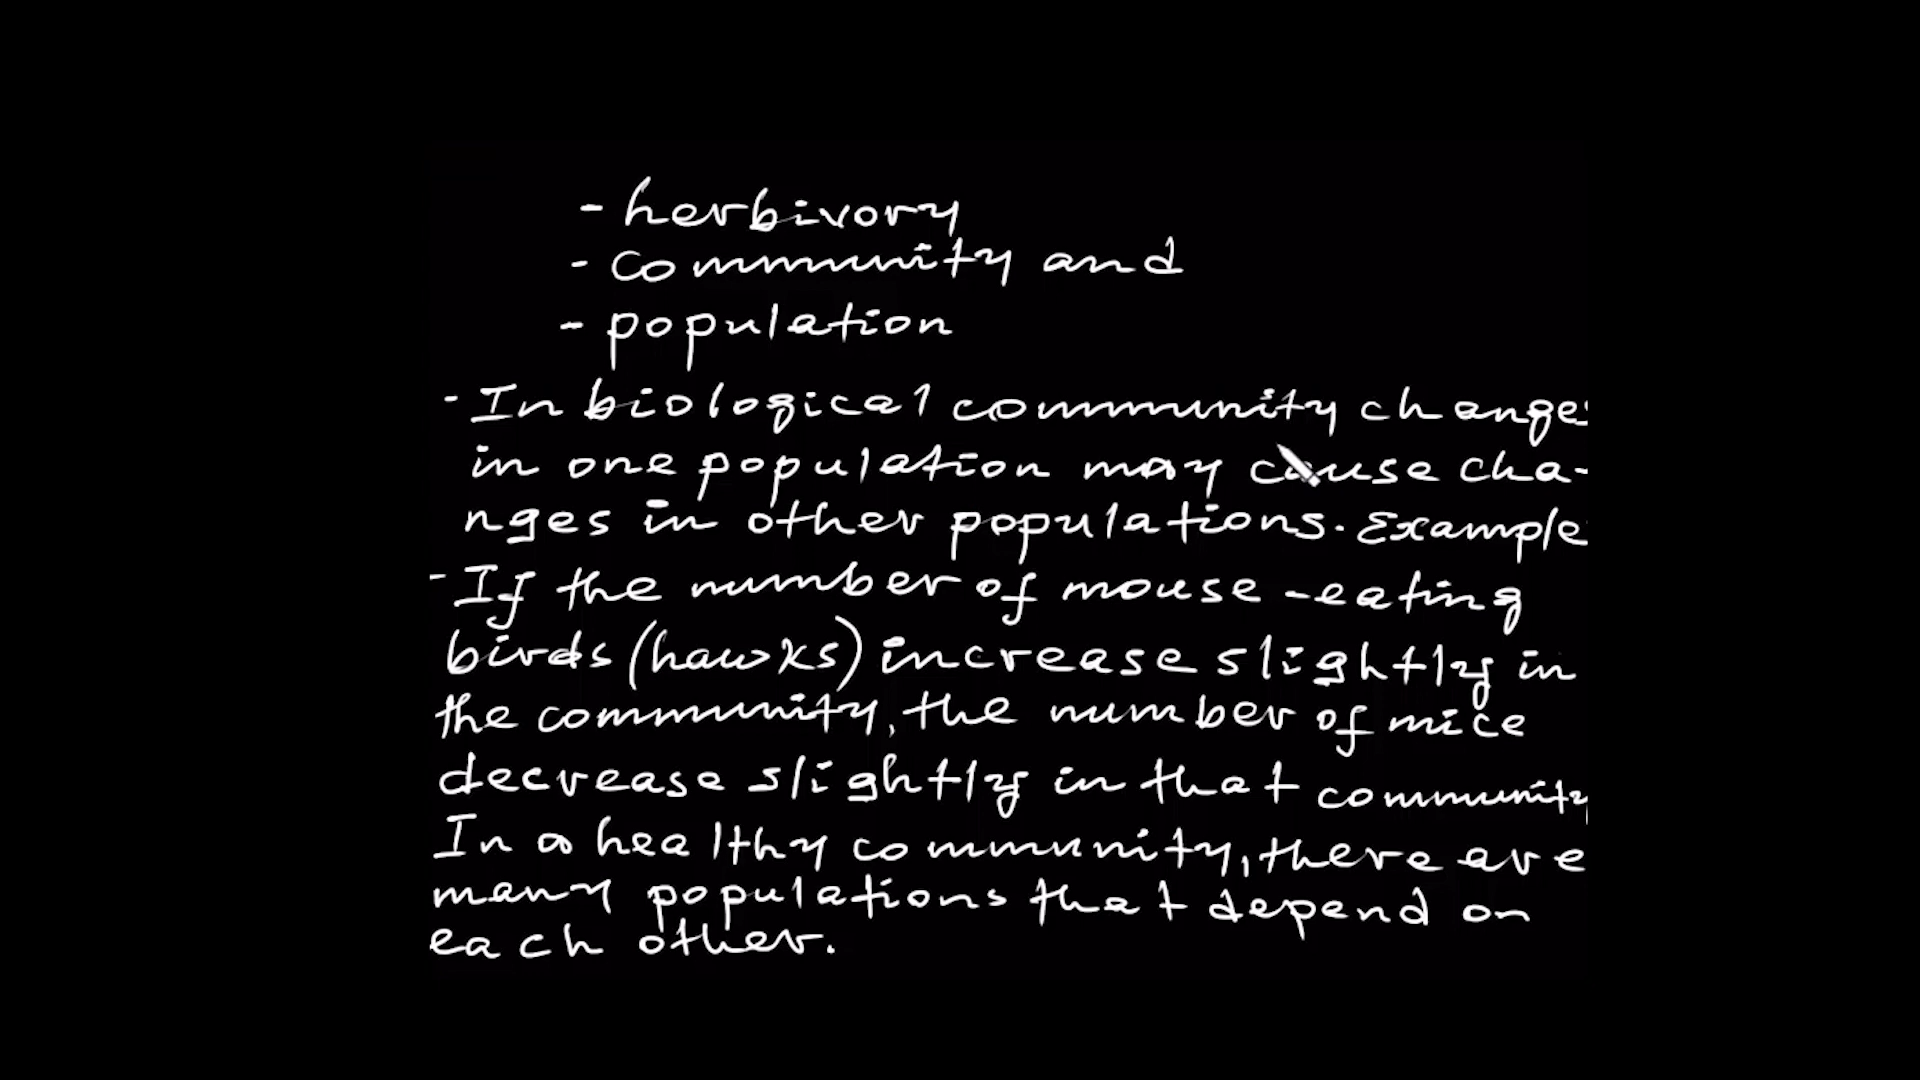 - herbivory
- community and
- population
- In biological community change
in one population may cause cha-
nges in other populations. Example
- If the number of mouse-eating
birds (hawks) increase slightly in
the community, the number of mice
decrease slightly in that community
In a healthy community, there are
many populations that depend on
each other.